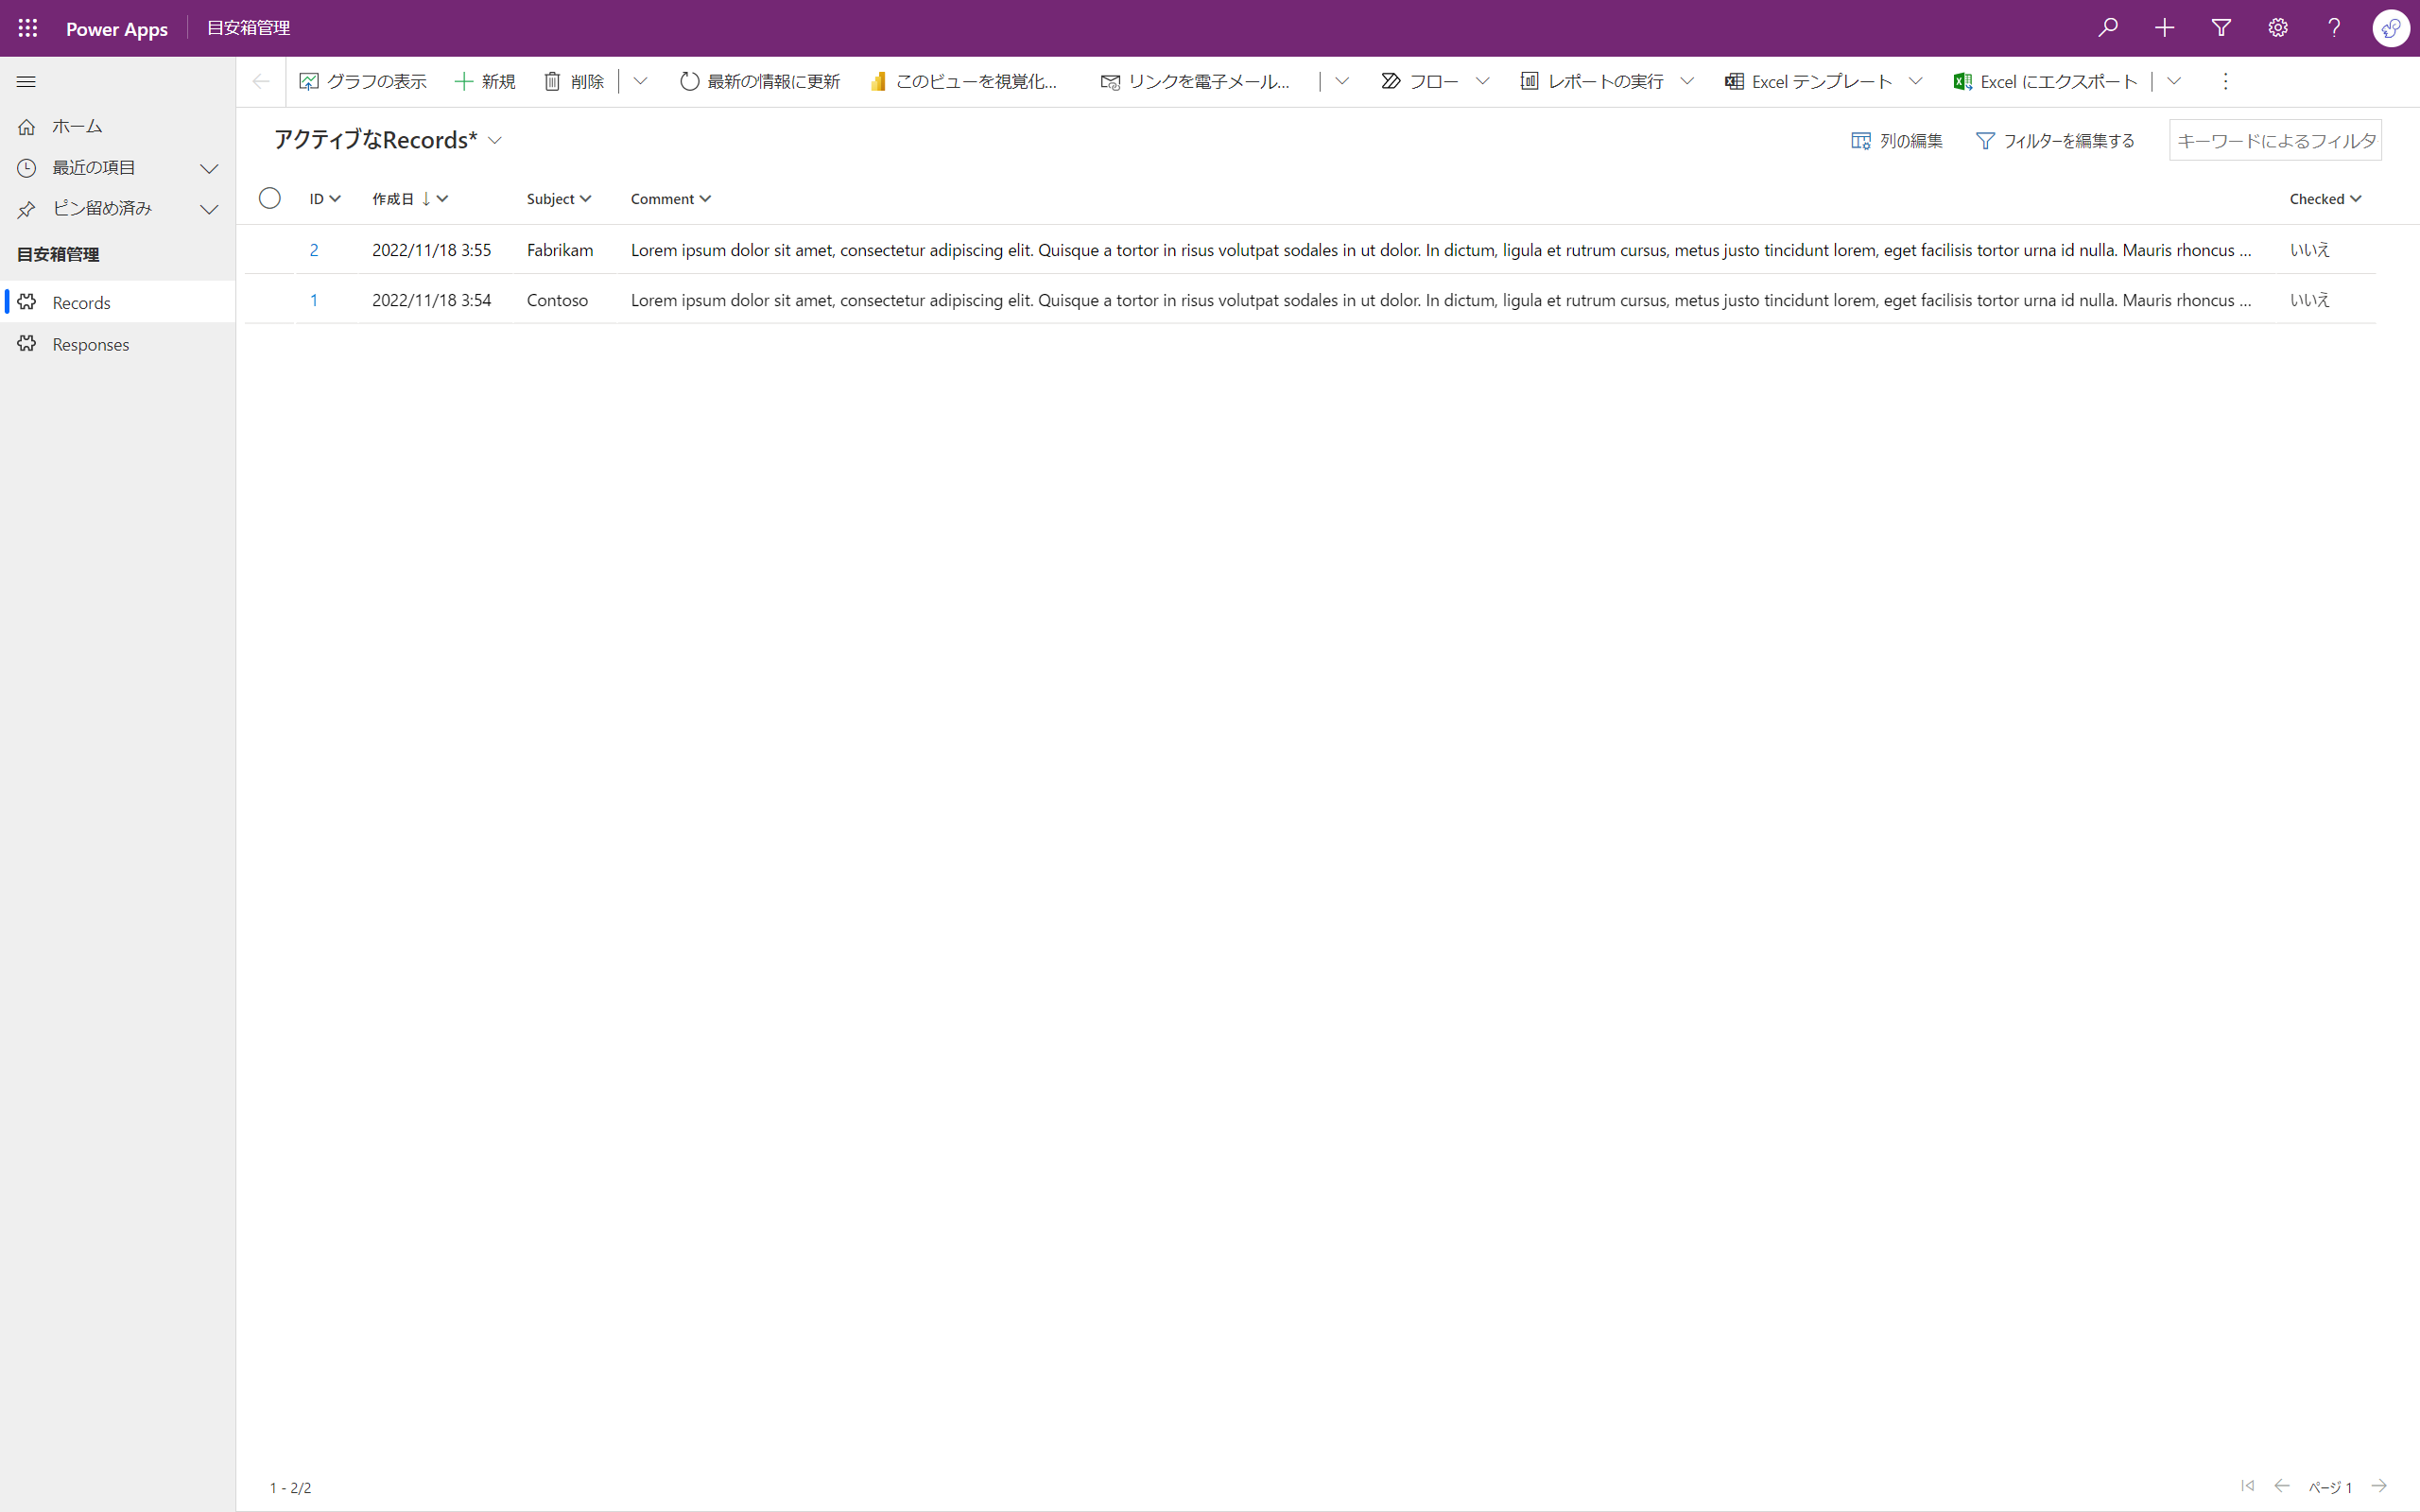 Power Apps 目安箱管理
グラフの表示 新規 削除 最新の情報に更新 このビューを視覚化... リンクを電子メール... フロー レポートの実行 Excel テンプレート Excel にエクスポート
ホーム
最近の項目
ピン留め済み
目安箱管理
Records
Responses
アクティブなRecords* 列の編集 フィルターを編集する キーワードによるフィルタ
ID 作成日 ↓ Subject Comment Checked
2 2022/11/18 3:55 Fabrikam Lorem ipsum dolor sit amet, consectetur adipiscing elit. Quisque a tortor in risus volutpat sodales in ut dolor. In dictum, ligula et rutrum cursus, metus justo tincidunt lorem, eget facilisis tortor urna id nulla. Mauris rhoncus ... いいえ
1 2022/11/18 3:54 Contoso Lorem ipsum dolor sit amet, consectetur adipiscing elit. Quisque a tortor in risus volutpat sodales in ut dolor. In dictum, ligula et rutrum cursus, metus justo tincidunt lorem, eget facilisis tortor urna id nulla. Mauris rhoncus ... いいえ
1 - 2/2 ページ 1